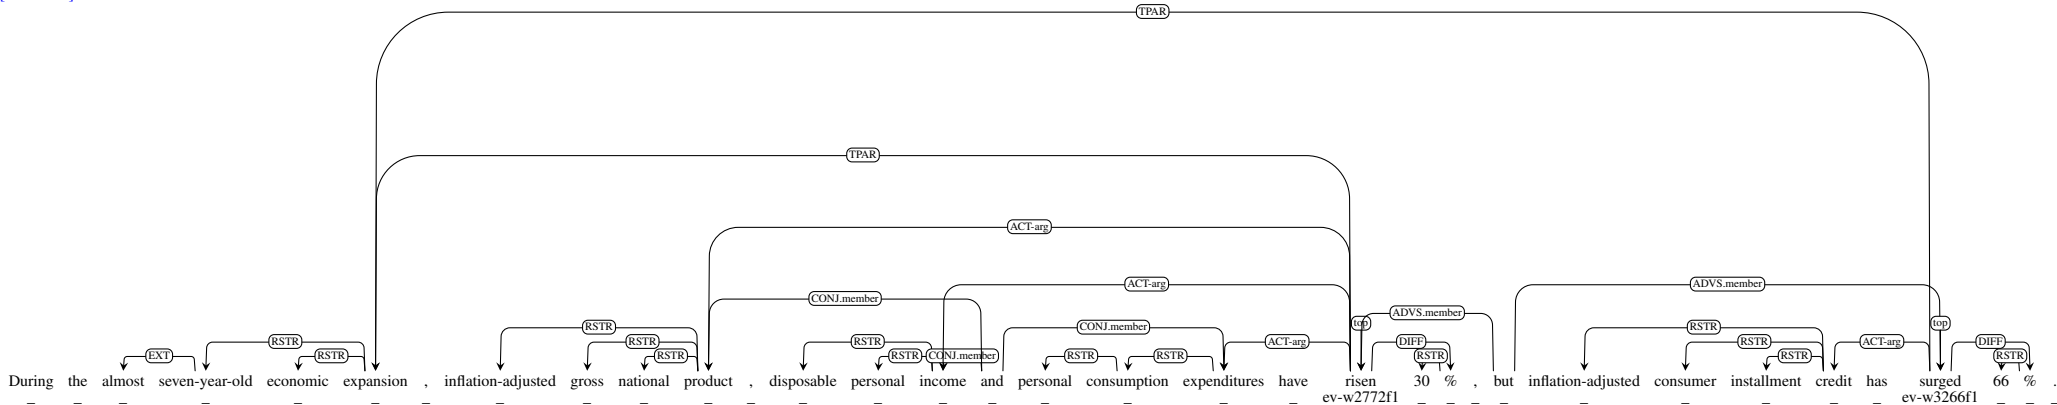 TPAR
TPAR
ACT-arg
ACT-arg ADVS.member
CONJ.member
ADVS.member
top top
RSTR CONJ.member RSTR
RSTR RSTR RSTR ACT-arg DIFF RSTR ACT-arg DIFF
EXT RSTR RSTR RSTR CONJ.member RSTR RSTR RSTR RSTR RSTR
During the almost seven-year-old economic expansion , inflation-adjusted gross national product , disposable personal income and personal consumption expenditures have risen 30 % , but inflation-adjusted consumer installment credit has surged 66 % .
_ _ _ _ _ _ _ _ _ _ _ _ _ _ _ _ _ _ _ _ ev-w2772f1 _ _ _ _ _ _ _ _ _ ev-w3266f1 _ _ _